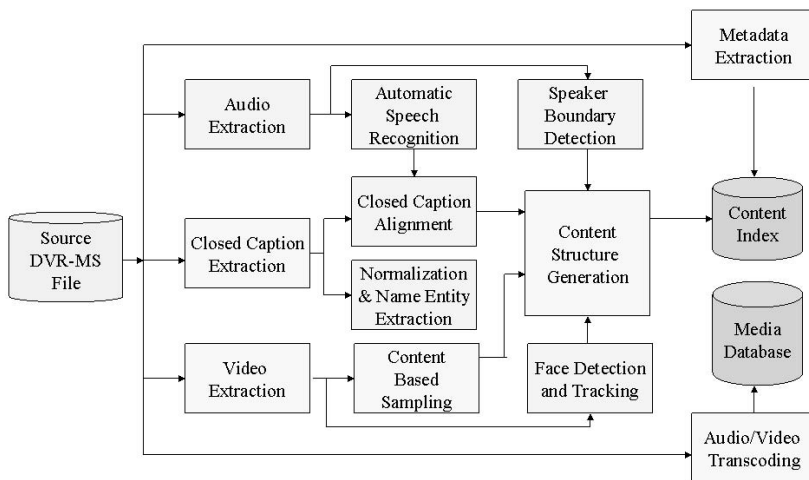 Metadata
Extraction
Audio
Extraction
Automatic
Speech
Recognition
Speaker
Boundary
Detection
Source
DVR-MS
File
Closed Caption
Extraction
Closed Caption
Alignment
Normalization
& Name Entity
Extraction
Content
Structure
Generation
Content
Index
Media
Database
Video
Extraction
Content
Based
Sampling
Face Detection
and Tracking
Audio/Video
Transcoding